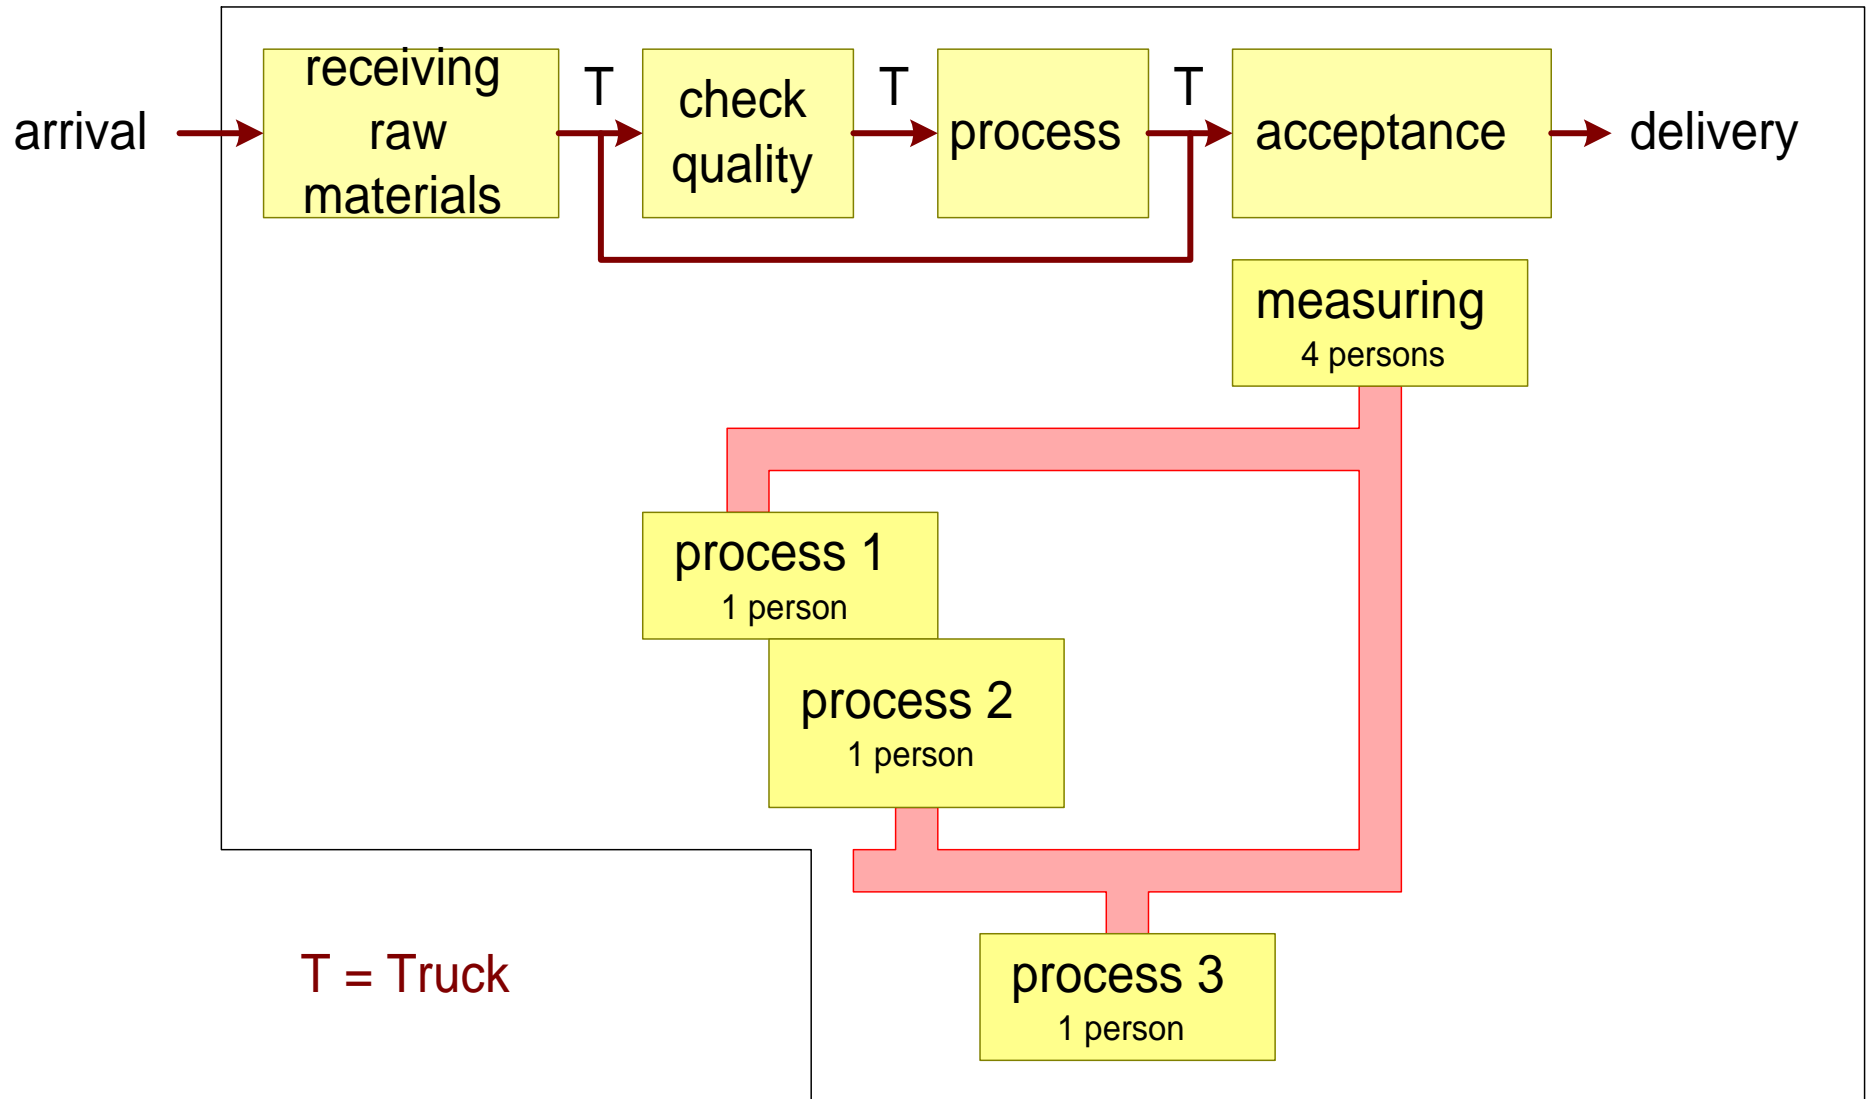 arrival
receiving
raw
materials
T
check
quality
T
process
T
acceptance
delivery
measuring
4 persons
process 1
1 person
process 2
1 person
T = Truck
process 3
1 person